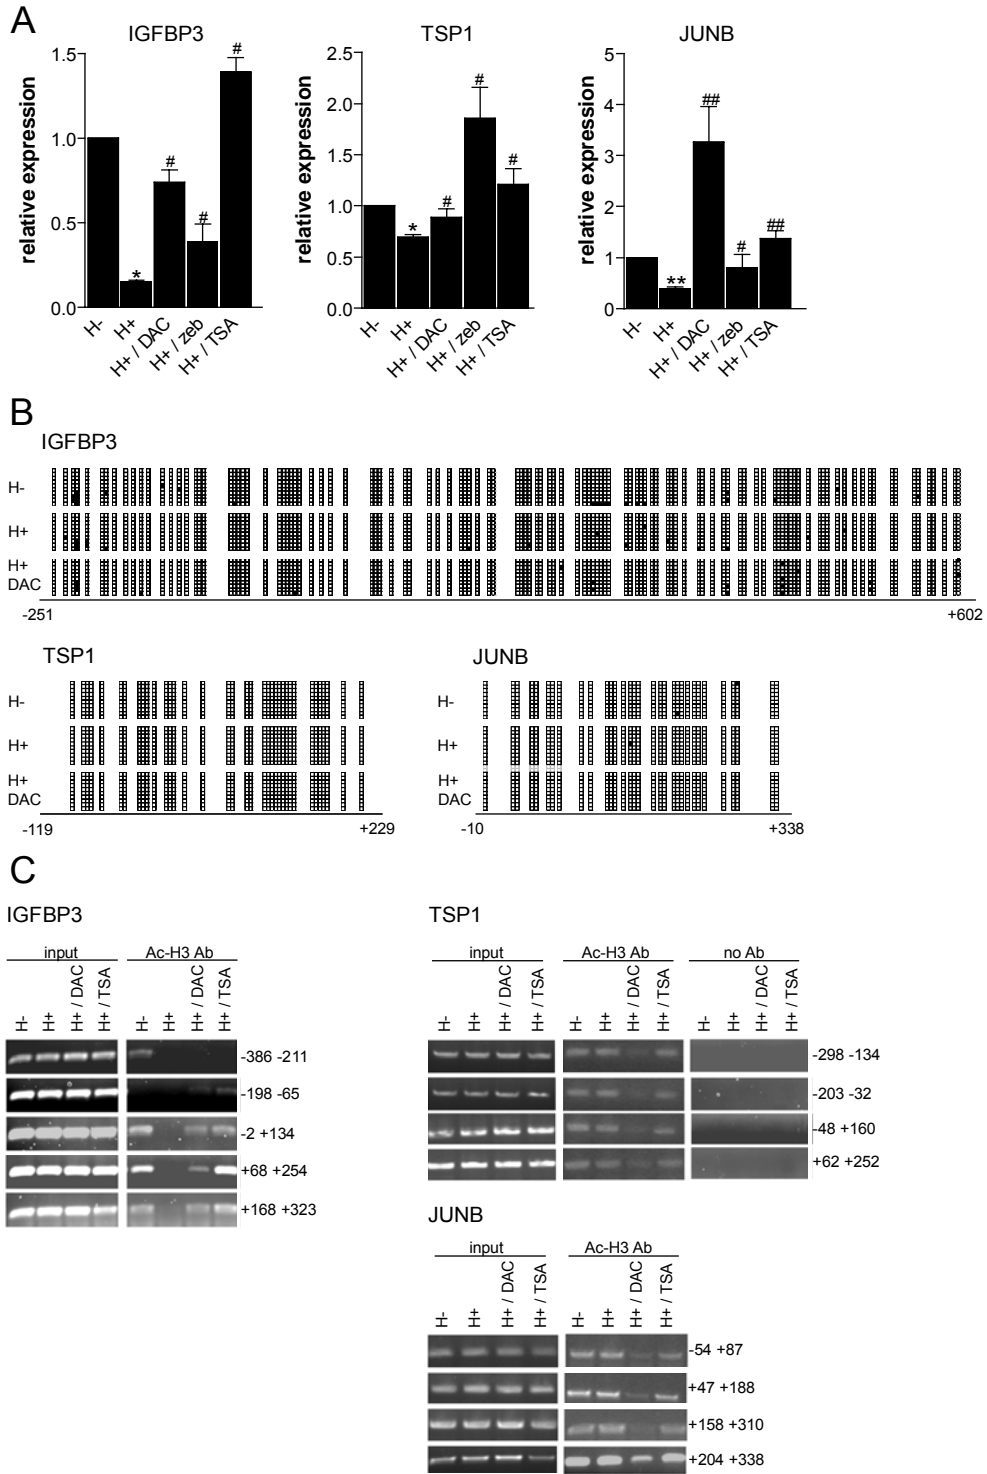 A
IGFBP3
TSP1
JUNB
relative expression
1.5
1.0
0.5
0.0
#
*
#
#
#
H-
H+
H+ / DAC
H+ / zeb
H+ / TSA
relative expression
2.5
2.0
1.5
1.0
0.5
0
*
#
#
#
H-
H+
H+ / DAC
H+ / zeb
H+ / TSA
relative expression
5
4
3
2
1
0
**
##
#
##
H-
H+
H+ / DAC
H+ / zeb
H+ / TSA
B
IGFBP3
H-
H+
H+
DAC
-251 +602
TSP1
H-
H+
H+
DAC
-119 +229
JUNB
H-
H+
H+
DAC
-10 +338
C
IGFBP3
input Ac-H3 Ab
H- H+ H+ / DAC H+ / TSA H- H+ H+ / DAC H+ / TSA
-386 -211
-198 -65
-2 +134
+68 +254
+168 +323
TSP1
input Ac-H3 Ab no Ab
H- H+ H+ / DAC H+ / TSA H- H+ H+ / DAC H+ / TSA H- H+ H+ / DAC H+ / TSA
-298 -134
-203 -32
-48 +160
+62 +252
JUNB
input Ac-H3 Ab
H- H+ H+ / DAC H+ / TSA H- H+ H+ / DAC H+ / TSA
-54 +87
+47 +188
+158 +310
+204 +338